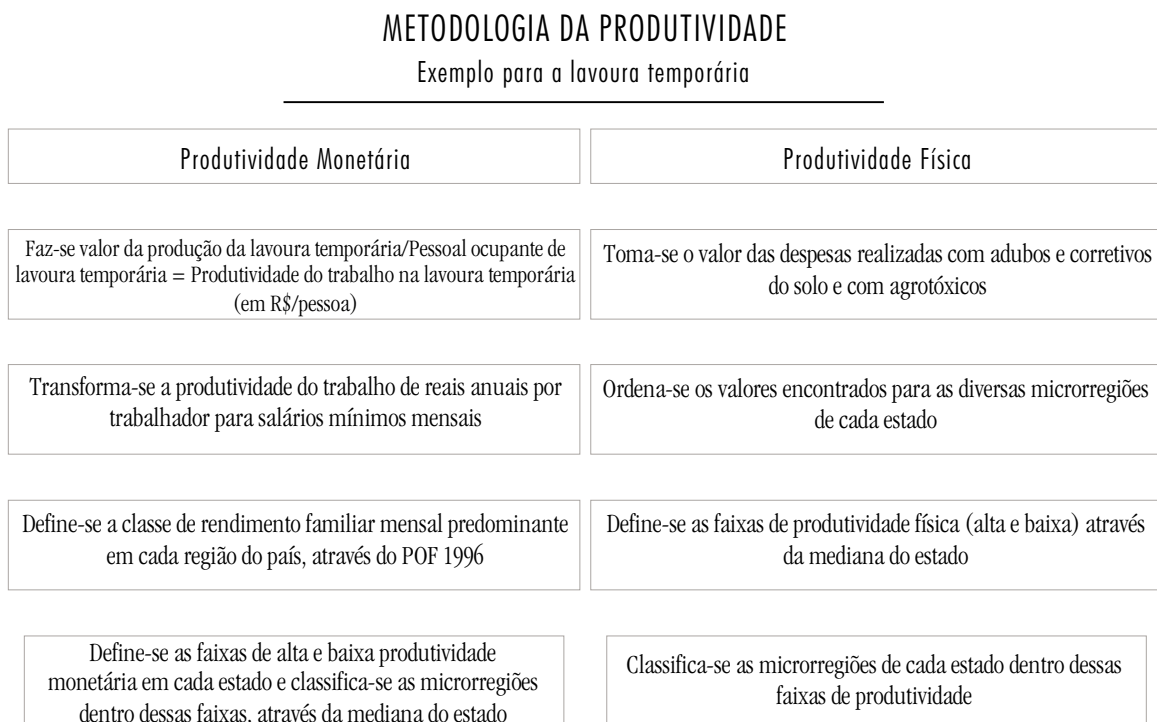 METODOLOGIA DA PRODUTIVIDADE
Exemplo para a lavoura temporária
Produtividade Monetária
Faz-se valor da produção da lavoura temporária/Pessoal ocupante de
lavoura temporária = Produtividade do trabalho na lavoura temporária
(em R$/pessoa)
Transforma-se a produtividade do trabalho de reais anuais por
trabalhador para salários mínimos mensais
Define-se a classe de rendimento familiar mensal predominante
em cada região do país, através do POF 1996
Define-se as faixas de alta e baixa produtividade
monetária em cada estado e classifica-se as microrregiões
dentro dessas faixas, através da mediana do estado
Produtividade Física
Toma-se o valor das despesas realizadas com adubos e corretivos
do solo e com agrotóxicos
Ordena-se os valores encontrados para as diversas microrregiões
de cada estado
Define-se as faixas de produtividade física (alta e baixa) através
da mediana do estado
Classifica-se as microrregiões de cada estado dentro dessas
faixas de produtividade